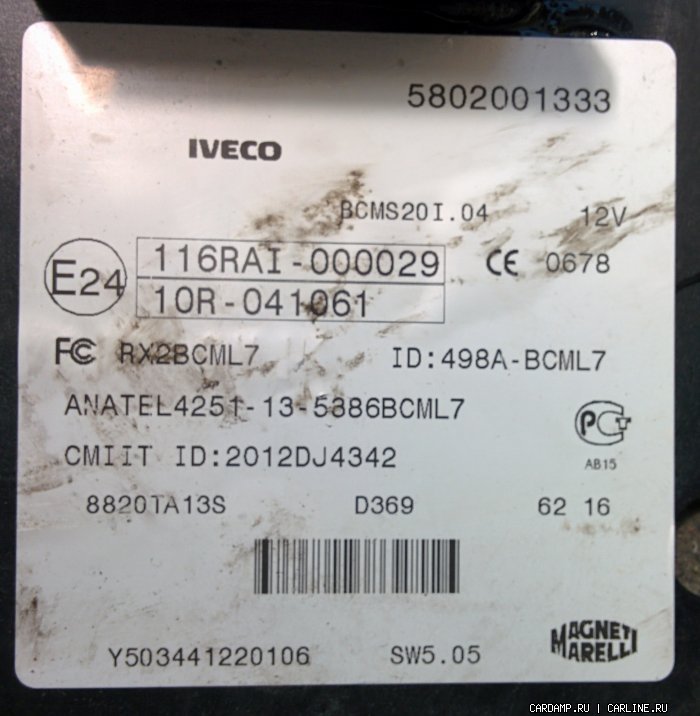 5802001333
IVECO
BCMS20I.04 12V
E24 116RAI-000029 CE 0678
10R-041061
FC RX2BCML7 ID:498A-BCML7
ANATEL4251-13-5386BCML7
PCT
CMIIT ID:2012DJ4342
AB15
8820TA13S D369 62 16
Y503441220106 SW5.05
MAGNETI MARELLI
CARDAMP.RU | CARLINE.RU